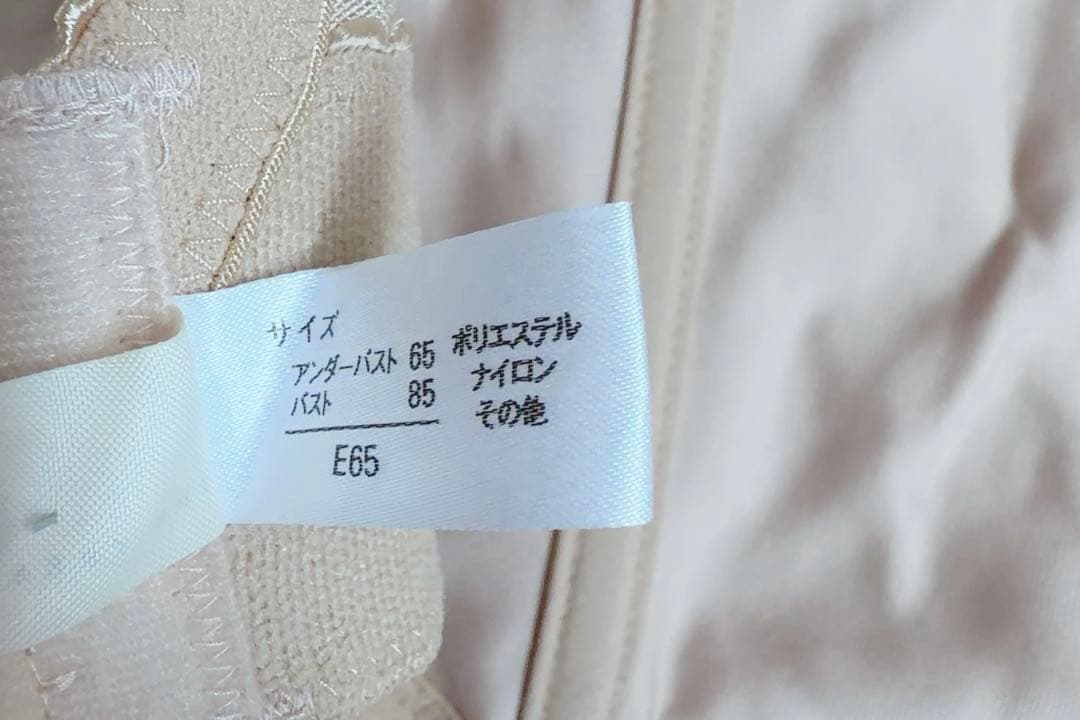 サイズ
アンダーバスト 65
バスト 85
E65
ポリエステル
ナイロン
その他